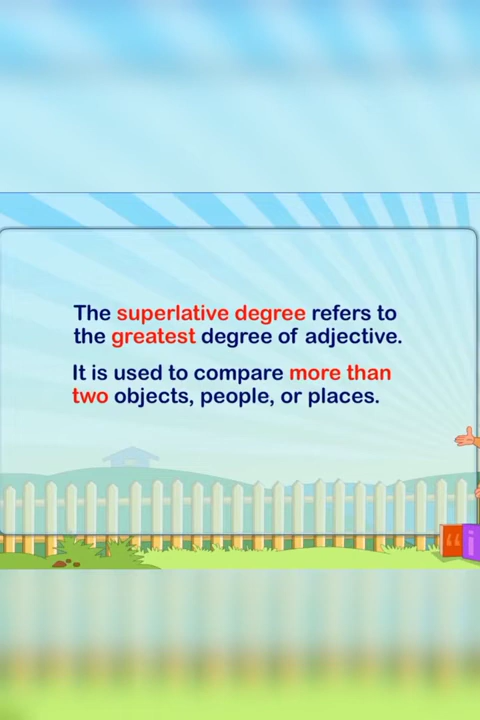 The superlative degree refers to
the greatest degree of adjective.
It is used to compare more than
two objects, people, or places.